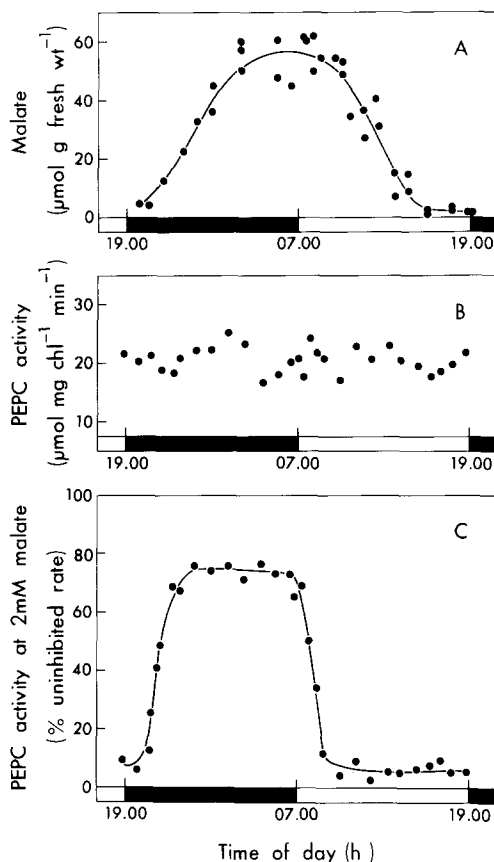 A
Malate
(μmol g fresh wt⁻¹)
60
40
20
0
19.00
07.00
19.00
B
PEPC activity
(μmol mg chl⁻¹ min⁻¹)
30
20
10
19.00
07.00
19.00
C
PEPC activity at 2mM malate
(% uninhibited rate)
100
80
60
40
20
0
19.00
07.00
19.00
Time of day (h)